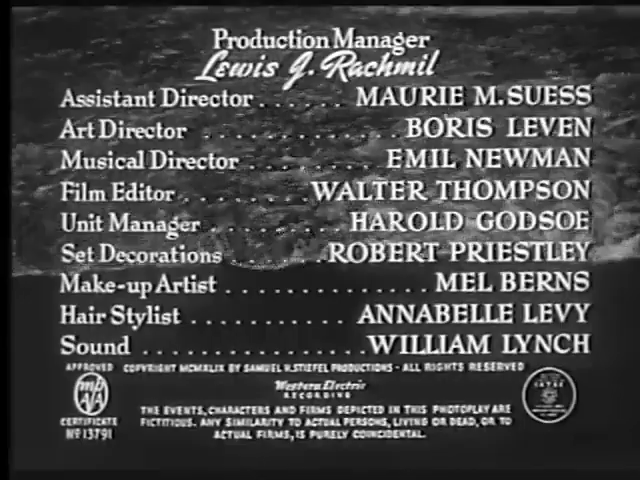 Production Manager
Lewis J. Rachmil
Assistant Director ...... MAURIE M. SUESS
Art Director .......... BORIS LEVEN
Musical Director ........ EMIL NEWMAN
Film Editor ........ WALTER THOMPSON
Unit Manager ......... HAROLD GODSOE
Set Decorations ...... ROBERT PRIESTLEY
Make-up Artist ............... MEL BERNS
Hair Stylist .......... ANNABELLE LEVY
Sound ................ WILLIAM LYNCH
APPROVED COPYRIGHT MCMXLIX BY SAMUEL H. STIEFEL PRODUCTIONS - ALL RIGHTS RESERVED
Western Electric
RECORDING
THE EVENTS, CHARACTERS AND FIRMS DEPICTED IN THIS PHOTOPLAY ARE
FICTITIOUS. ANY SIMILARITY TO ACTUAL PERSONS, LIVING OR DEAD, OR TO
ACTUAL FIRMS, IS PURELY COINCIDENTAL.
CERTIFICATE
Nº 13791
IATSE